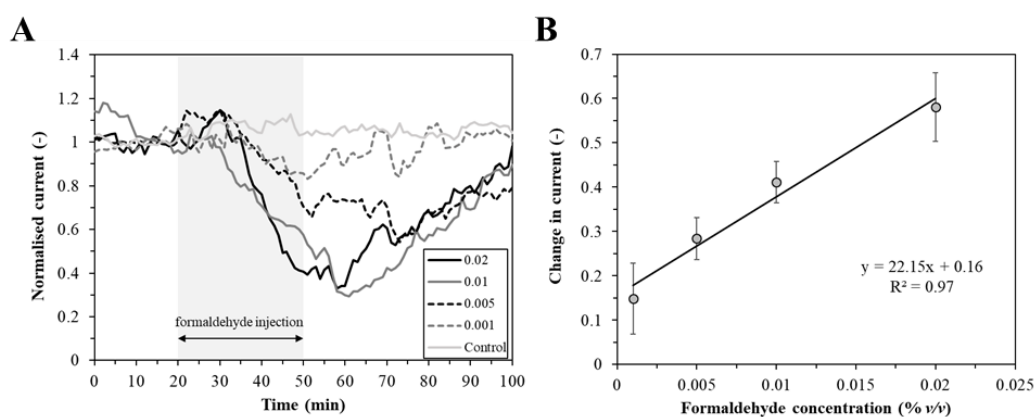 A
B
1.4
1.2
1
0.8
0.6
0.4
0.2
0
Normalised current (-)
formaldehyde injection
0.02
0.01
0.005
0.001
Control
0 10 20 30 40 50 60 70 80 90 100
Time (min)
0.7
0.6
0.5
0.4
0.3
0.2
0.1
0
Change in current (-)
y = 22.15x + 0.16
R² = 0.97
0 0.005 0.01 0.015 0.02 0.025
Formaldehyde concentration (% v/v)